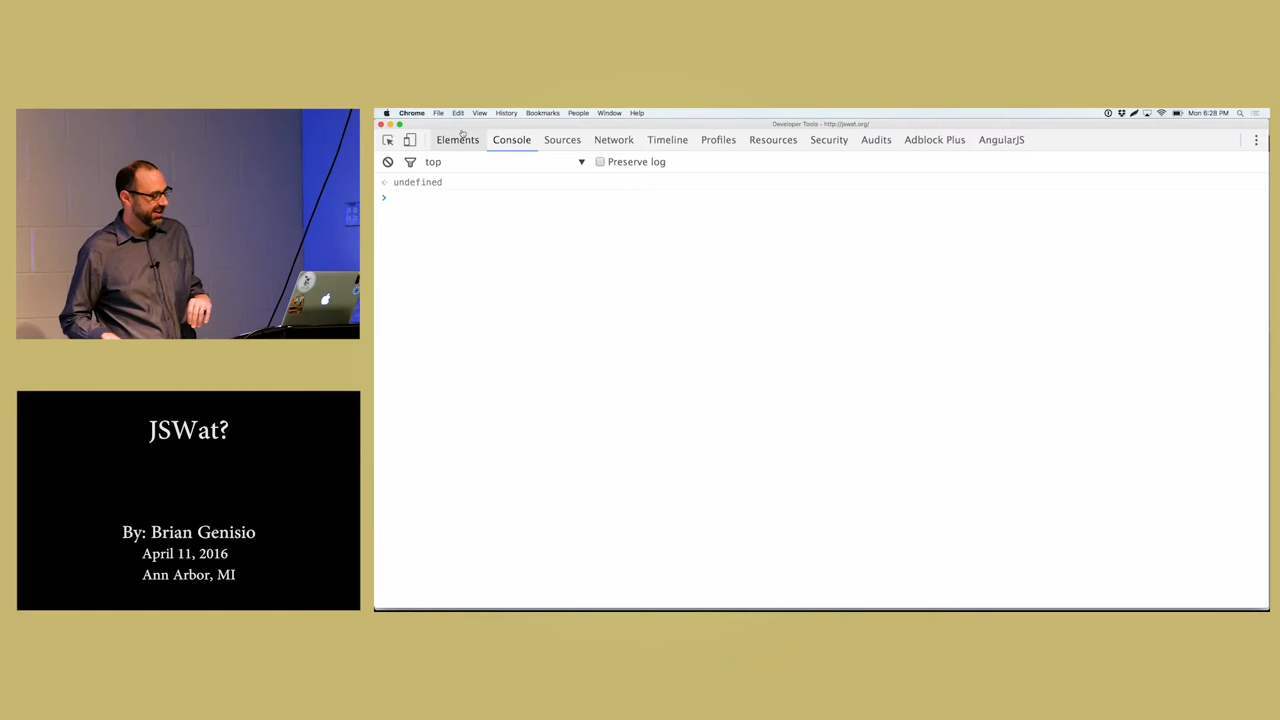 Chrome File Edit View History Bookmarks People Window Help
Mon 6:28 PM
Developer Tools - http://jswat.org/
Elements Console Sources Network Timeline Profiles Resources Security Audits Adblock Plus AngularJS
top
Preserve log
undefined
JSWat?
By: Brian Genisio
April 11, 2016
Ann Arbor, MI